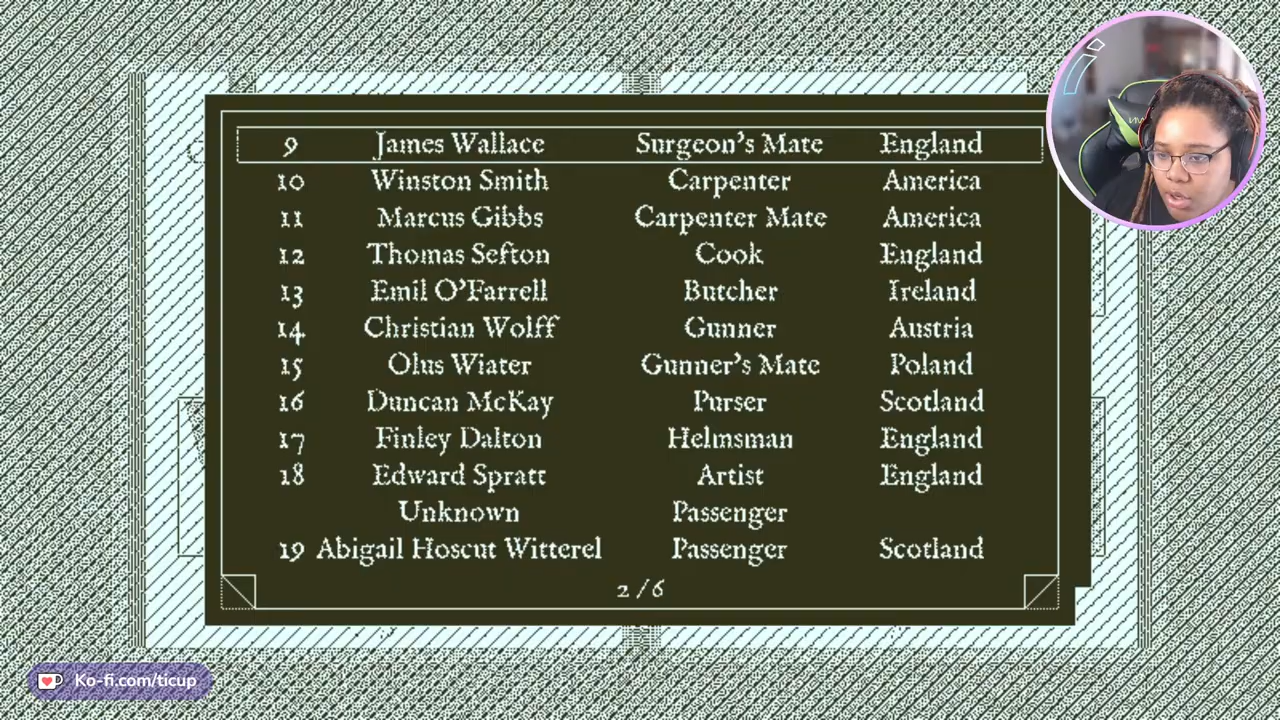 9 James Wallace Surgeon's Mate England
10 Winston Smith Carpenter America
11 Marcus Gibbs Carpenter Mate America
12 Thomas Sefton Cook England
13 Emil O'Farrell Butcher Ireland
14 Christian Wolff Gunner Austria
15 Olus Wiater Gunner's Mate Poland
16 Duncan McKay Purser Scotland
17 Finley Dalton Helmsman England
18 Edward Spratt Artist England
Unknown Passenger
19 Abigail Hoscut Witterel Passenger Scotland
2/6
Ko-fi.com/ticup